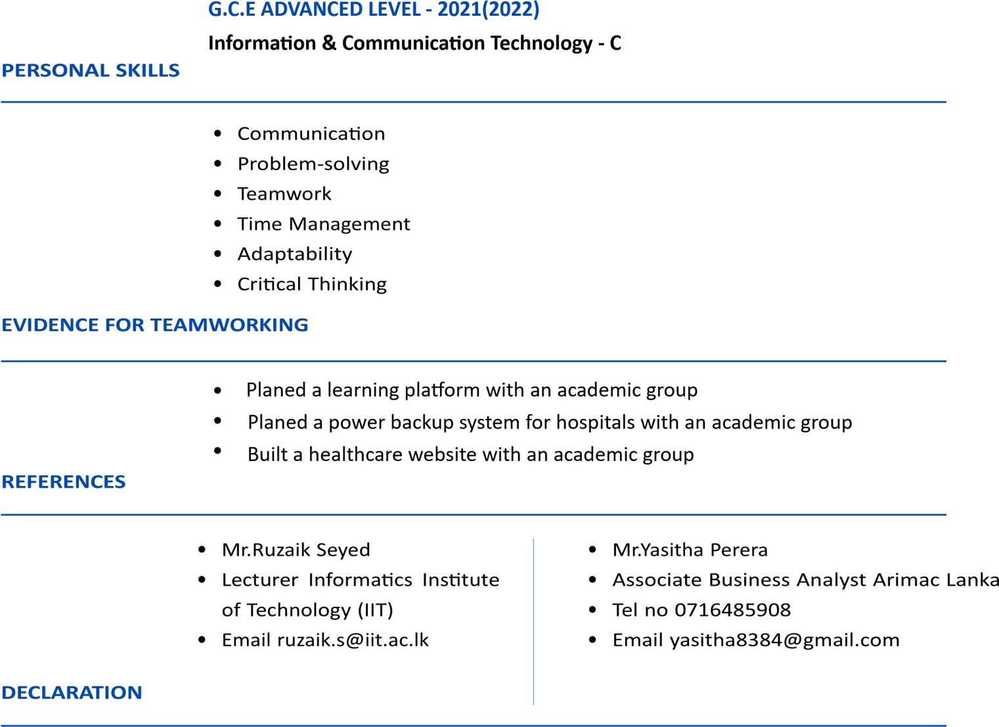 G.C.E ADVANCED LEVEL - 2021(2022)
Information & Communication Technology - C
PERSONAL SKILLS
• Communication
• Problem-solving
• Teamwork
• Time Management
• Adaptability
• Critical Thinking
EVIDENCE FOR TEAMWORKING
• Planed a learning platform with an academic group
• Planed a power backup system for hospitals with an academic group
• Built a healthcare website with an academic group
REFERENCES
• Mr.Ruzaik Seyed
• Lecturer Informatics Institute
of Technology (IIT)
• Email ruzaik.s@iit.ac.lk
• Mr.Yasitha Perera
• Associate Business Analyst Arimac Lanka
• Tel no 0716485908
• Email yasitha8384@gmail.com
DECLARATION